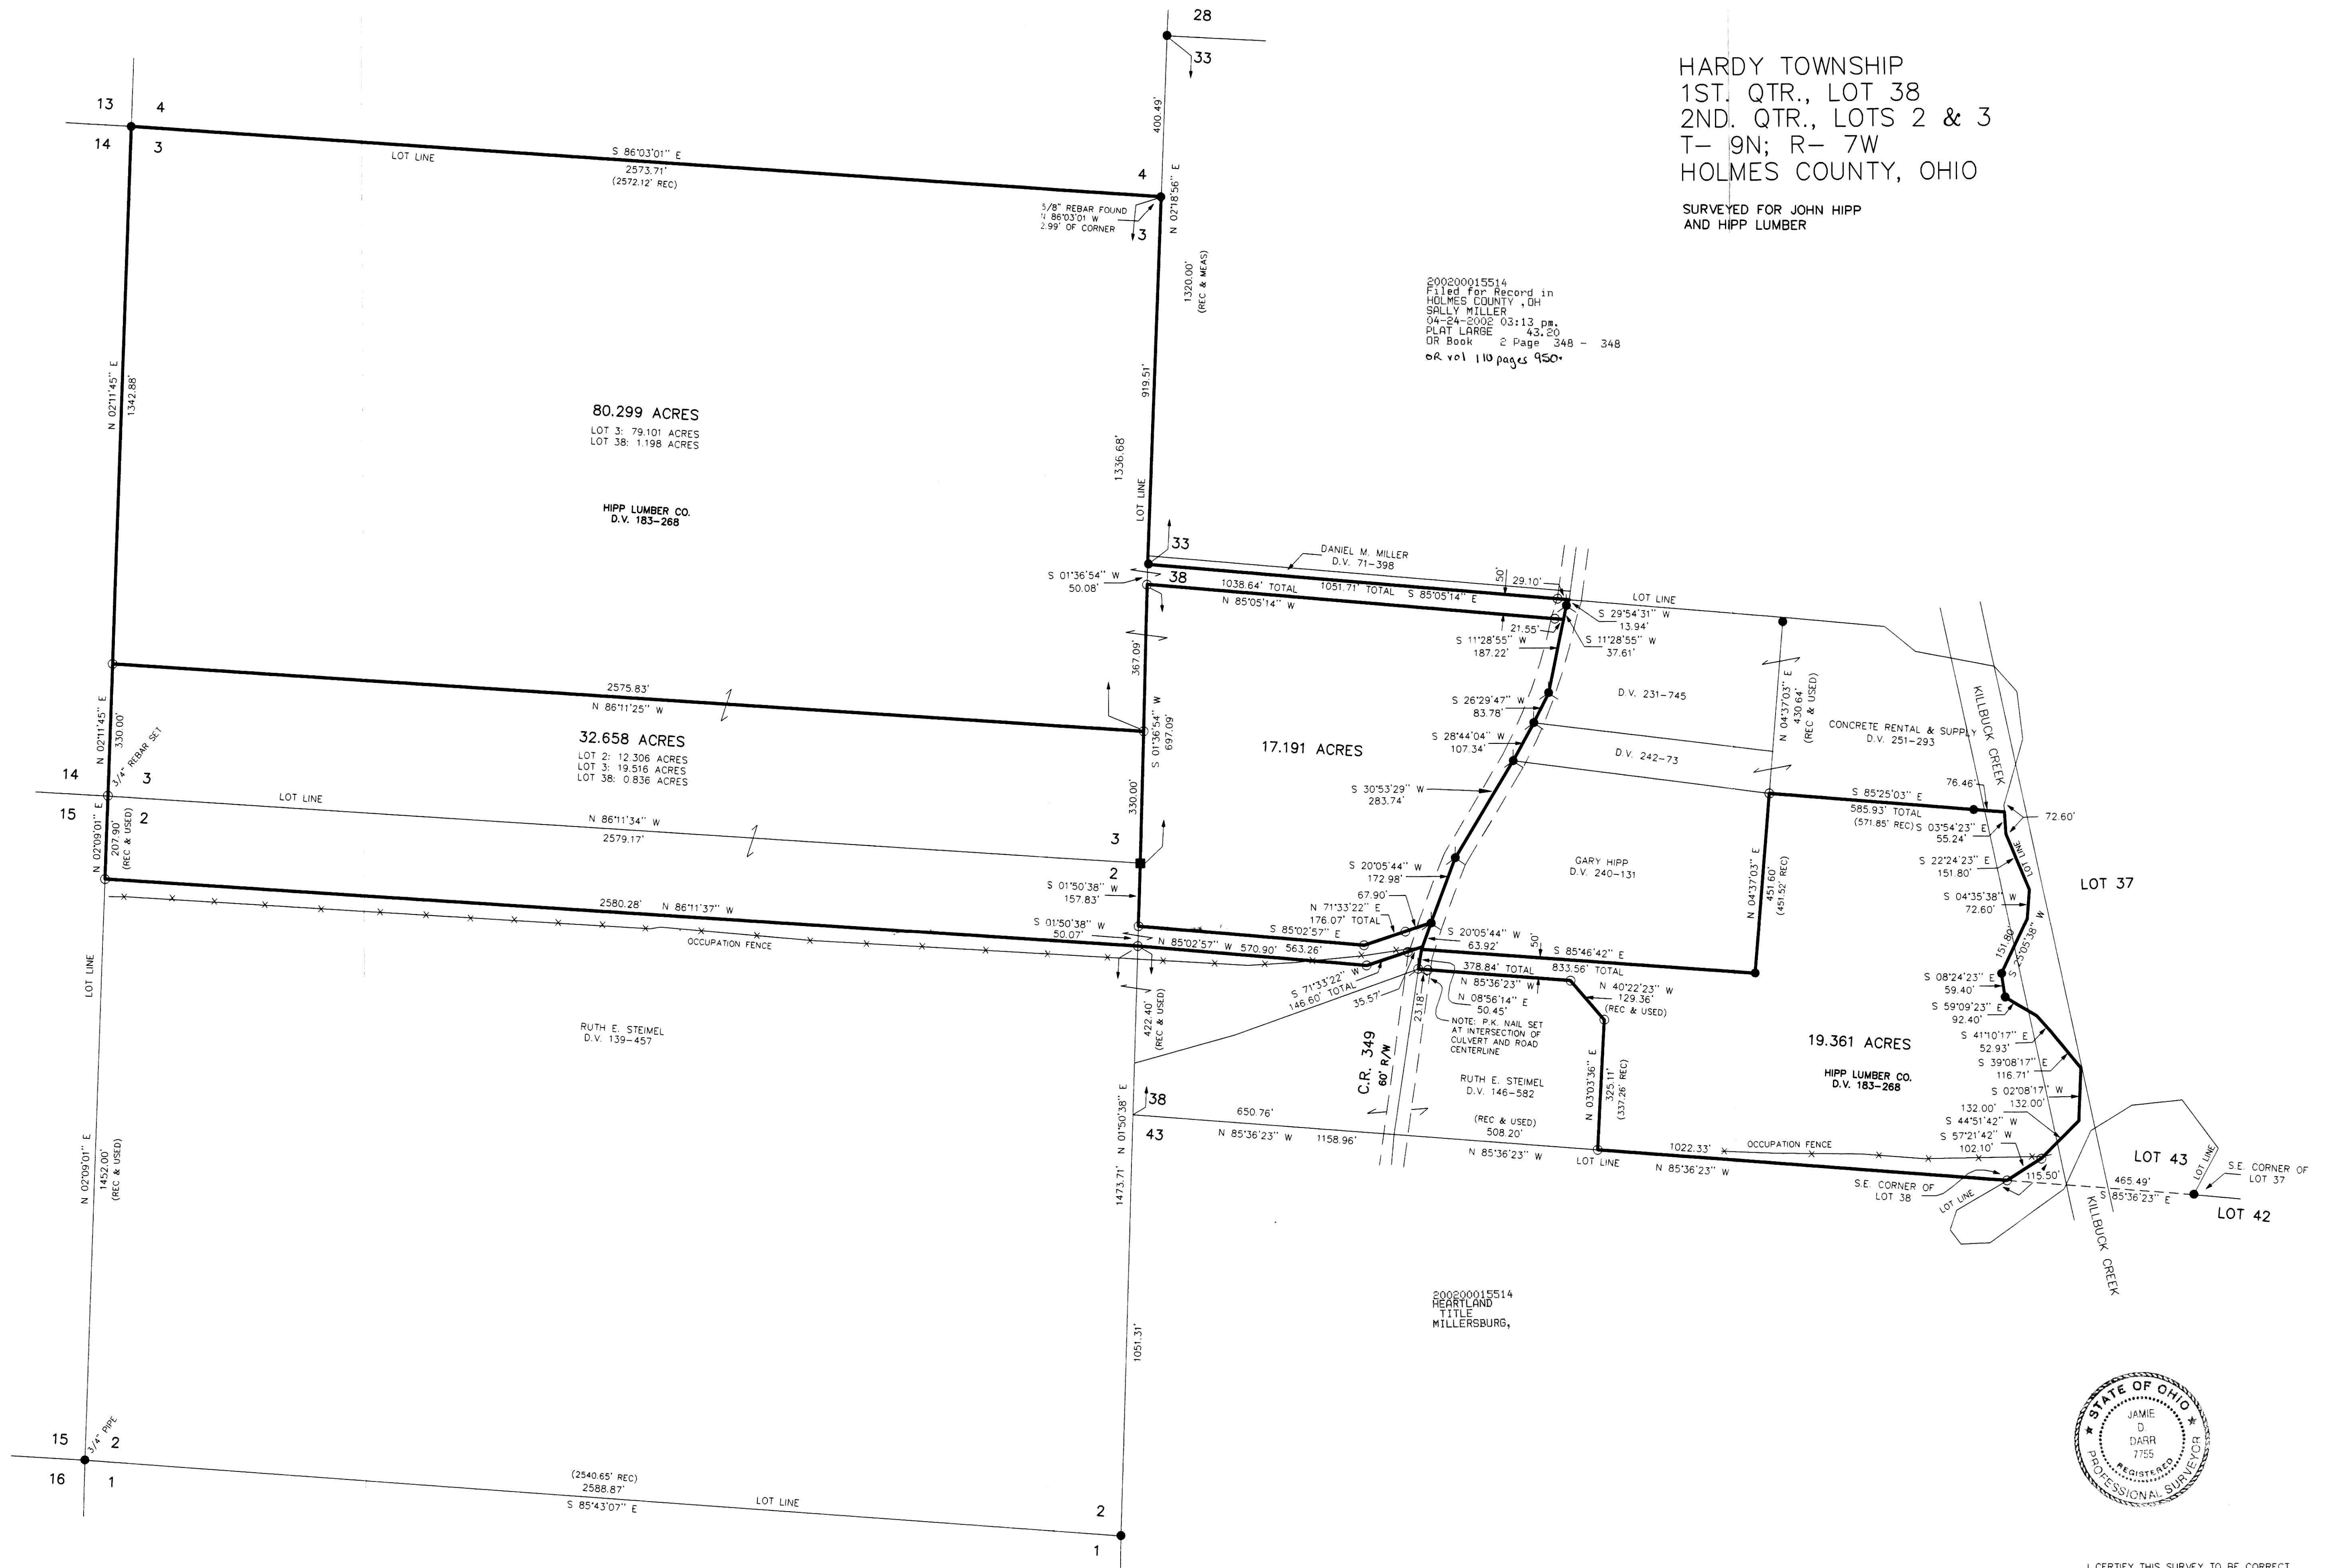 28
33
HARDY TOWNSHIP
1ST. QTR., LOT 38
2ND. QTR., LOTS 2 & 3
T- 9N; R- 7W
HOLMES COUNTY, OHIO
SURVEYED FOR JOHN HIPP
AND HIPP LUMBER
13
4
14
3
LOT LINE
S 86°03'01" E
2573.71'
(2572.12' REC)
4
3
5/8" REBAR FOUND
N 86°03'01 W
2.99' OF CORNER
400.49'
N 02°18'56" E
1320.00'
(REC & MEAS)
919.51'
1336.68'
LOT LINE
200200015514
Filed for Record in
HOLMES COUNTY ,OH
SALLY MILLER
04-24-2002 03:13 pm.
PLAT LARGE 43.20
OR Book 2 Page 348 - 348
OR vol 110 pages 950.
N 02°11'45" E
1342.88'
80.299 ACRES
LOT 3: 79.101 ACRES
LOT 38: 1.198 ACRES
HIPP LUMBER CO.
D.V. 183-268
33
38
DANIEL M. MILLER
D.V. 71-398
S 01°36'54" W
50.08'
1038.64' TOTAL
1051.71' TOTAL S 85°05'14" E
N 85°05'14" W
50'
29.10'
LOT LINE
S 29°54'31" W
13.94'
21.55'
S 11°28'55" W
187.22'
S 11°28'55" W
37.61'
367.09'
S 01°36'54" W
697.09'
330.00'
2575.83'
N 86°11'25" W
N 02°11'45" E
330.00'
3/4" REBAR SET
32.658 ACRES
LOT 2: 12.306 ACRES
LOT 3: 19.516 ACRES
LOT 38: 0.836 ACRES
17.191 ACRES
S 26°29'47" W
83.78'
S 28°44'04" W
107.34'
S 30°53'29" W
283.74'
D.V. 231-745
D.V. 242-73
N 04°37'03" E
430.64'
(REC & USED)
CONCRETE RENTAL & SUPPLY
D.V. 251-293
KILLBUCK CREEK
14
3
15
2
LOT LINE
N 86°11'34" W
2579.17'
3
2
N 02°09'01" E
207.90'
(REC & USED)
S 01°50'38" W
157.83'
S 20°05'44" W
172.98'
67.90'
N 71°33'22" E
176.07' TOTAL
GARY HIPP
D.V. 240-131
N 04°37'03" E
451.60'
(451.52' REC)
76.46'
S 85°25'03" E
585.93' TOTAL
(571.85' REC)
S 03°54'23" E
55.24'
72.60'
LOT LINE
S 22°24'23" E
151.80'
LOT 37
S 04°35'38" W
72.60'
151.80'
S 25°05'38" W
S 08°24'23" E
59.40'
S 59°09'23" E
92.40'
S 41°10'17" E
52.93'
S 39°08'17" E
116.71'
S 02°08'17" W
132.00'
132.00'
S 44°51'42" W
S 57°21'42" W
102.10'
2580.28' N 86°11'37" W
OCCUPATION FENCE
S 01°50'38" W
50.07'
S 85°02'57" E
N 85°02'57" W 570.90' 563.26'
S 71°33'22" W
146.60' TOTAL
35.57'
S 20°05'44" W
63.92'
50'
S 85°46'42" E
378.84' TOTAL
833.56' TOTAL
N 85°36'23" W
N 08°56'14" E
50.45'
NOTE: P.K. NAIL SET
AT INTERSECTION OF
CULVERT AND ROAD
CENTERLINE
23.18'
N 40°22'23" W
129.36'
(REC & USED)
C.R. 349
60' R/W
RUTH E. STEIMEL
D.V. 139-457
LOT LINE
422.40'
(REC & USED)
RUTH E. STEIMEL
D.V. 146-582
N 03°03'36" E
325.11'
(337.26' REC)
19.361 ACRES
HIPP LUMBER CO.
D.V. 183-268
38
43
650.76'
N 85°36'23" W 1158.96'
(REC & USED)
508.20'
N 85°36'23" W
LOT LINE
1022.33'
OCCUPATION FENCE
N 85°36'23" W
S.E. CORNER OF
LOT 38
LOT LINE
115.50'
LOT 43
LOT LINE
465.49'
S 85°36'23" E
S.E. CORNER OF
LOT 37
LOT 42
KILLBUCK CREEK
N 02°09'01" E
1452.00'
(REC & USED)
1473.71' N 01°50'38" E
1051.31'
200200015514
HEARTLAND
TITLE
MILLERSBURG,
15
2
16
1
3/4" PIPE
(2540.65' REC)
2588.87'
S 85°43'07" E
LOT LINE
2
1
STATE OF OHIO
JAMIE
D.
DARR
7755
REGISTERED
PROFESSIONAL SURVEYOR
I CERTIFY THIS SURVEY TO BE CORRECT